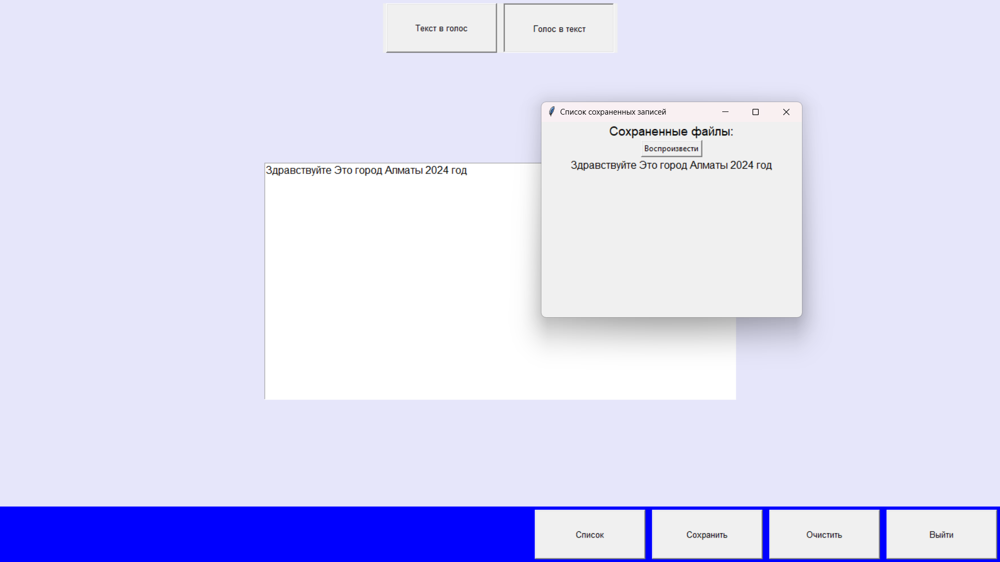 Текст в голос
Голос в текст
Список сохраненных записей
Сохраненные файлы:
Воспроизвести
Здравствуйте Это город Алматы 2024 год
Здравствуйте Это город Алматы 2024 год
Список
Сохранить
Очистить
Выйти